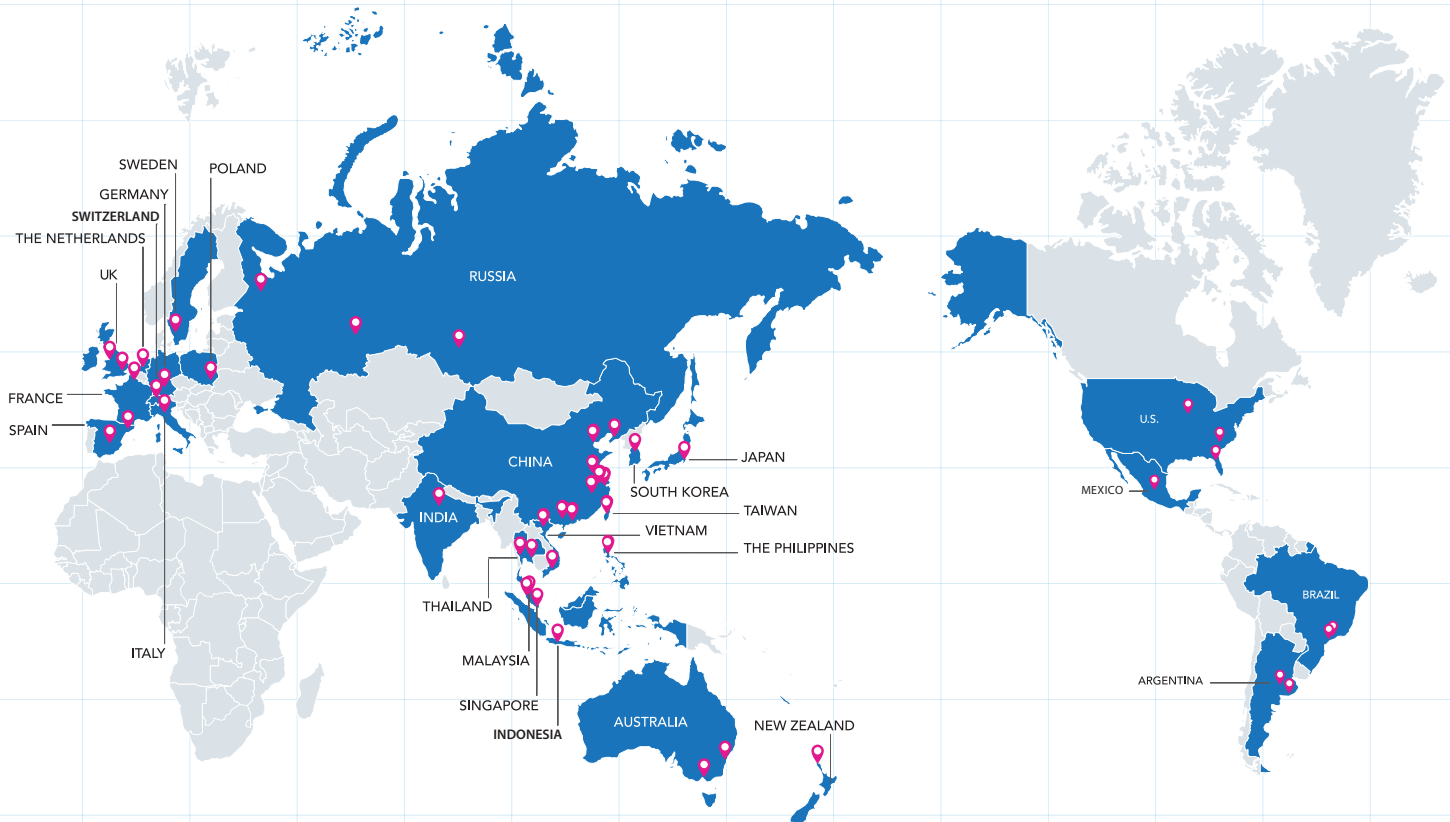 SWEDEN
POLAND
GERMANY
SWITZERLAND
THE NETHERLANDS
UK
RUSSIA
FRANCE
SPAIN
U.S.
CHINA
JAPAN
SOUTH KOREA
MEXICO
INDIA
TAIWAN
VIETNAM
THE PHILIPPINES
THAILAND
BRAZIL
ITALY
MALAYSIA
ARGENTINA
SINGAPORE
AUSTRALIA
NEW ZEALAND
INDONESIA